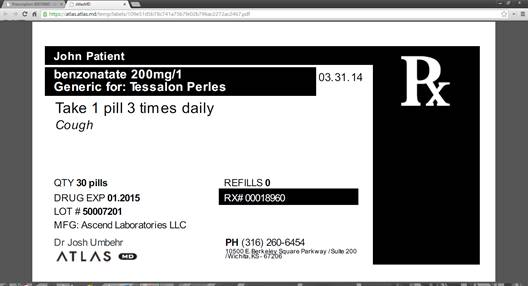 AtlasMD
https://atlas.atlas.md/temp/labels/
John Patient
benzonatate 200mg/1
Generic for: Tessalon Perles
03.31.14
Rx
Take 1 pill 3 times daily
Cough
QTY 30 pills
REFILLS 0
DRUG EXP 01.2015
RX# 00018960
LOT # 50007201
MFG: Ascend Laboratories LLC
Dr Josh Umbehr
ATLAS MD
PH (316) 260-6454
10500 E Berkeley Square Parkway /Suite 200
/Wichita, KS - 67206